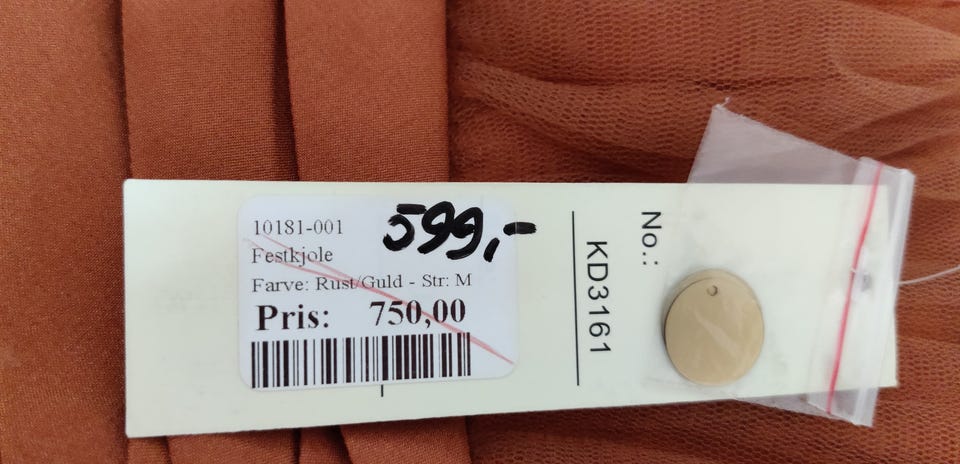 10181-001
599,-
Festkjole
Farve: Rust/Guld - Str: M
Pris: 750,00
No.:
KD3161